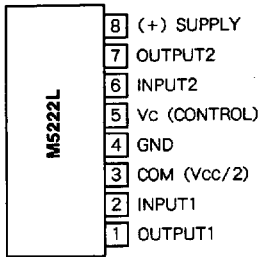 M5222L
8 (+) SUPPLY
7 OUTPUT2
6 INPUT2
5 Vc (CONTROL)
4 GND
3 COM (Vcc/2)
2 INPUT1
1 OUTPUT1